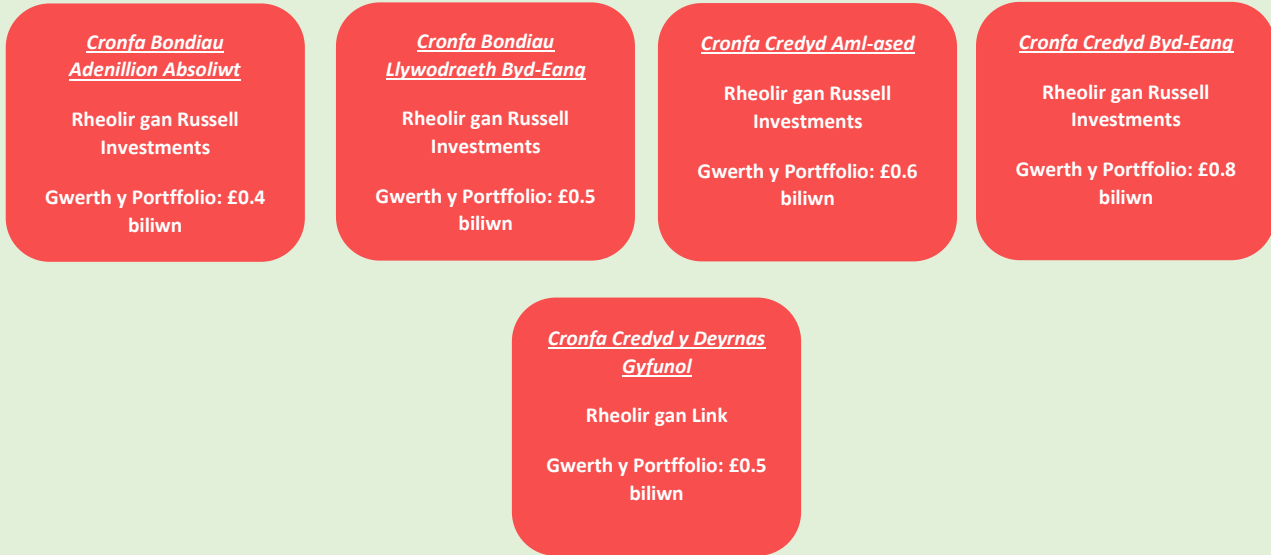 Cronfa Bondiau
Adenillion Absoliwt
Rheolir gan Russell
Investments
Gwerth y Portffolio: £0.4
biliwn
Cronfa Bondiau
Llywodraeth Byd-Eang
Rheolir gan Russell
Investments
Gwerth y Portffolio: £0.5
biliwn
Cronfa Credyd Aml-ased
Rheolir gan Russell
Investments
Gwerth y Portffolio: £0.6
biliwn
Cronfa Credyd Byd-Eang
Rheolir gan Russell
Investments
Gwerth y Portffolio: £0.8
biliwn
Cronfa Credyd y Deyrnas
Gyfunol
Rheolir gan Link
Gwerth y Portffolio: £0.5
biliwn